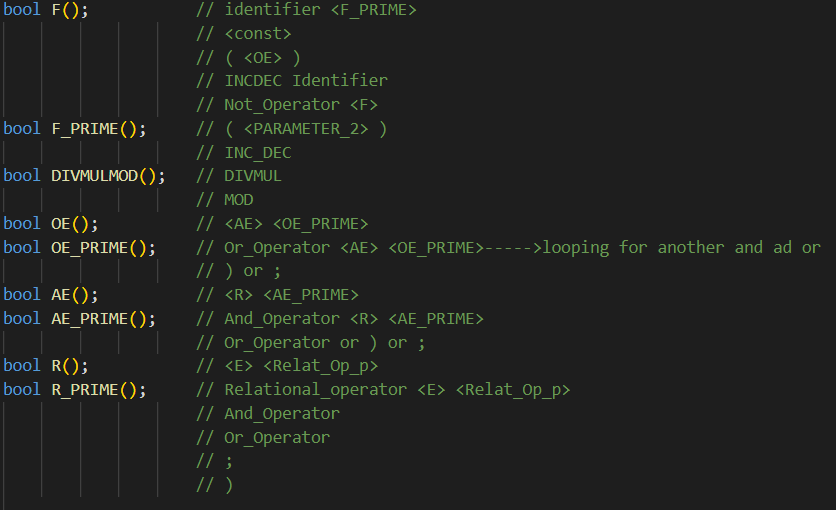 bool F(); // identifier <F_PRIME>
// <const>
// ( <OE> )
// INCDEC Identifier
// Not_Operator <F>
bool F_PRIME(); // ( <PARAMETER_2> )
// INC_DEC
bool DIVMULMOD(); // DIVMUL
// MOD
bool OE(); // <AE> <OE_PRIME>
bool OE_PRIME(); // Or_Operator <AE> <OE_PRIME>----->looping for another and ad or
// ) or ;
bool AE(); // <R> <AE_PRIME>
bool AE_PRIME(); // And_Operator <R> <AE_PRIME>
// Or_Operator or ) or ;
bool R(); // <E> <Relat_Op_p>
bool R_PRIME(); // Relational_operator <E> <Relat_Op_p>
// And_Operator
// Or_Operator
// ;
// )